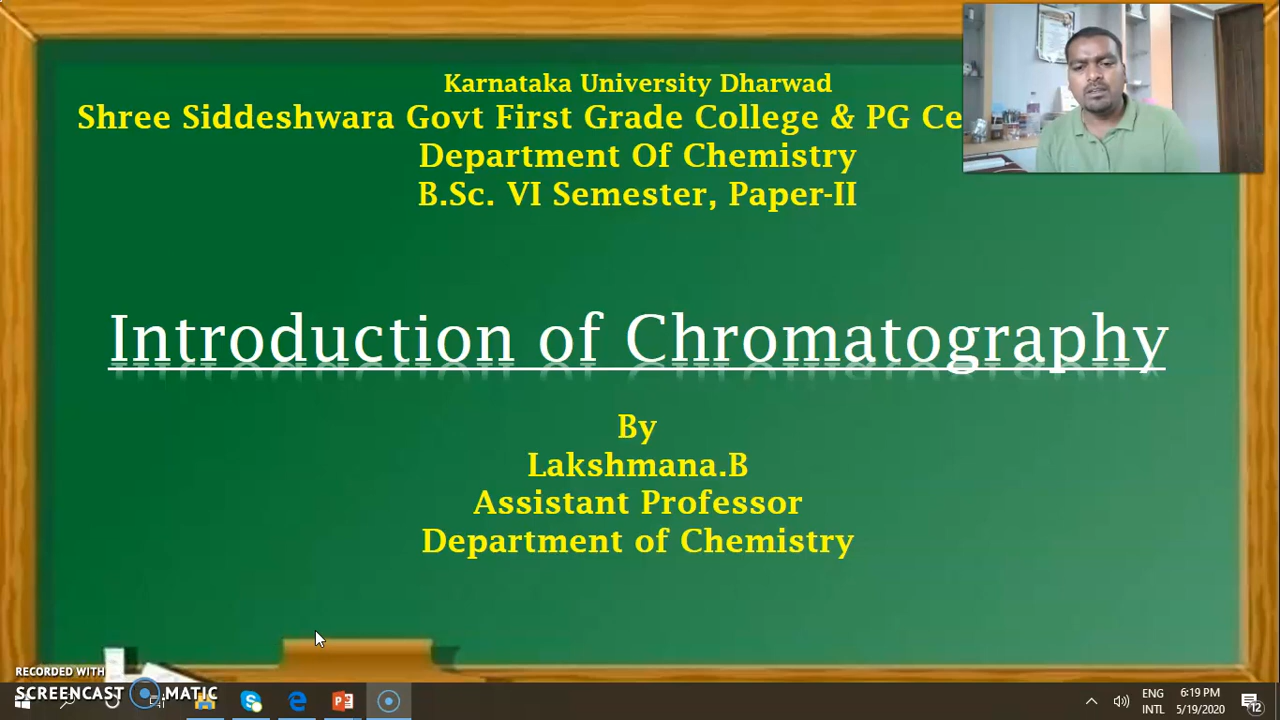 Karnataka University Dharwad
Shree Siddeshwara Govt First Grade College & PG Ce
Department Of Chemistry
B.Sc. VI Semester, Paper-II
Introduction of Chromatography
By
Lakshmana.B
Assistant Professor
Department of Chemistry
RECORDED WITH
SCREENCAST MATIC
ENG
INTL
6:19 PM
5/19/2020
12